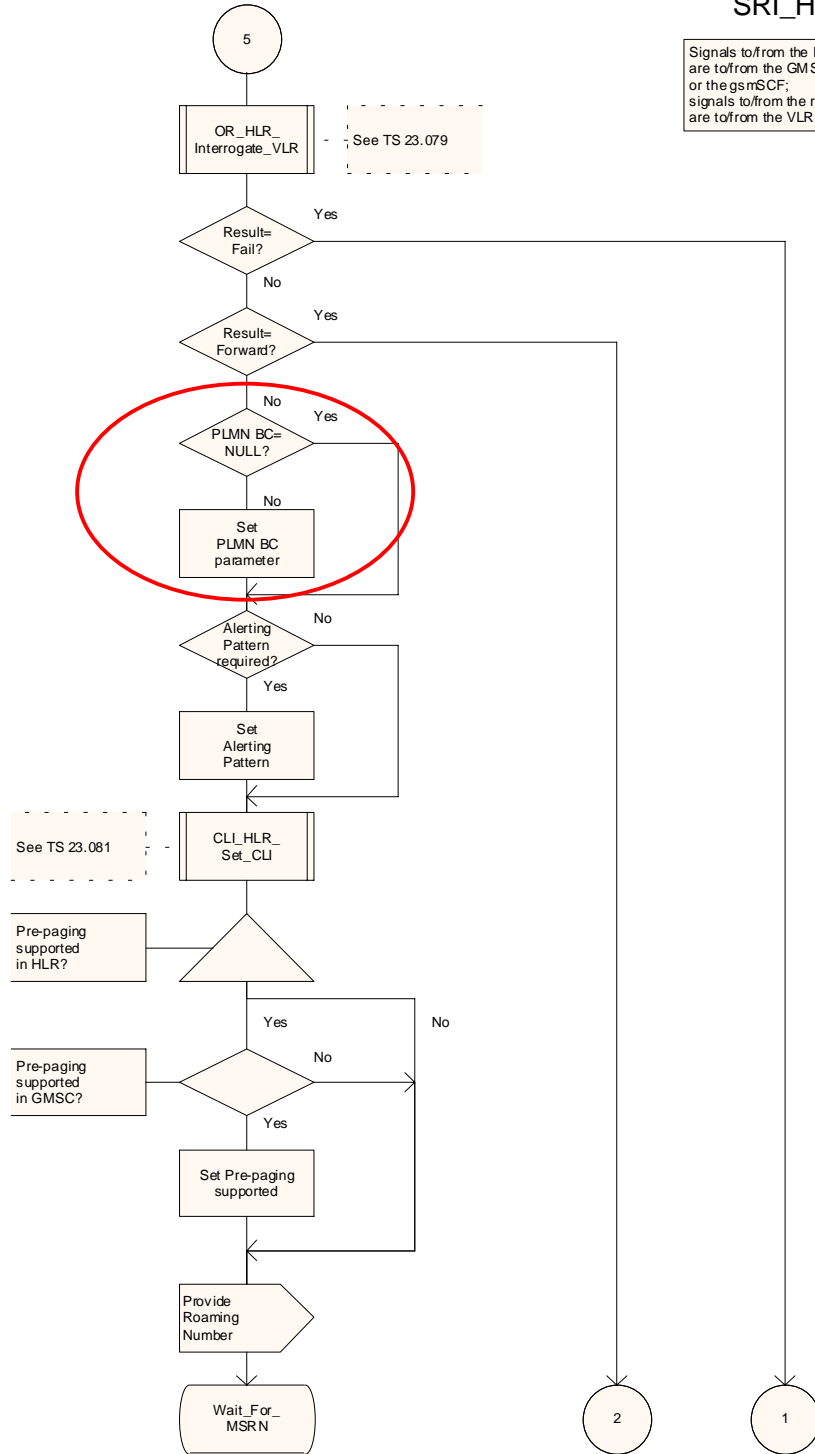 SRI_H
5
Signals to/from the
are to/from the GMS
or the gsmSCF;
signals to/from the r
are to/from the VLR
OR_HLR_
Interrogate_VLR
See TS 23.079
Result=
Fail?
Yes
No
Result=
Forward?
Yes
No
PLMN BC=
NULL?
Yes
No
Set
PLMN BC
parameter
Alerting
Pattern
required?
No
Yes
Set
Alerting
Pattern
See TS 23.081
CLI_HLR_
Set_CLI
Pre-paging
supported
in HLR?
Yes
No
Pre-paging
supported
in GMSC?
No
Yes
Set Pre-paging
supported
Provide
Roaming
Number
Wait_For_
MSRN
2
1